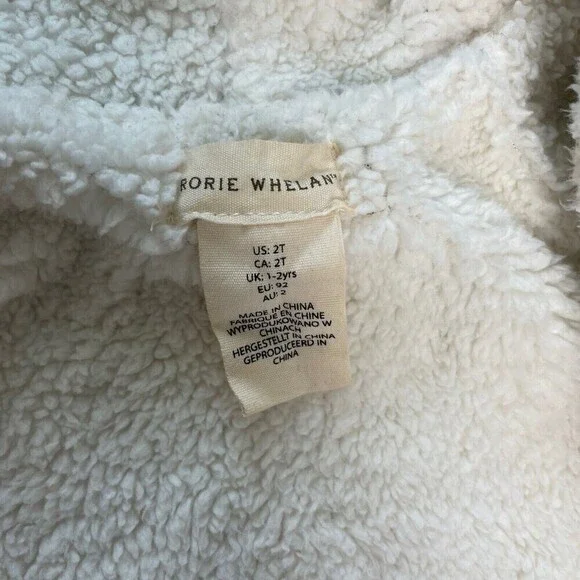 RORIE WHELAN™
US: 2T
CA: 2T
UK: 1-2yrs
EU: 92
AU: 2
MADE IN CHINA
FABRIQUE EN CHINE
WYPRODUKOWANO W
CHINACH
HERGESTELLT IN CHINA
GEPRODUCEERD IN
CHINA